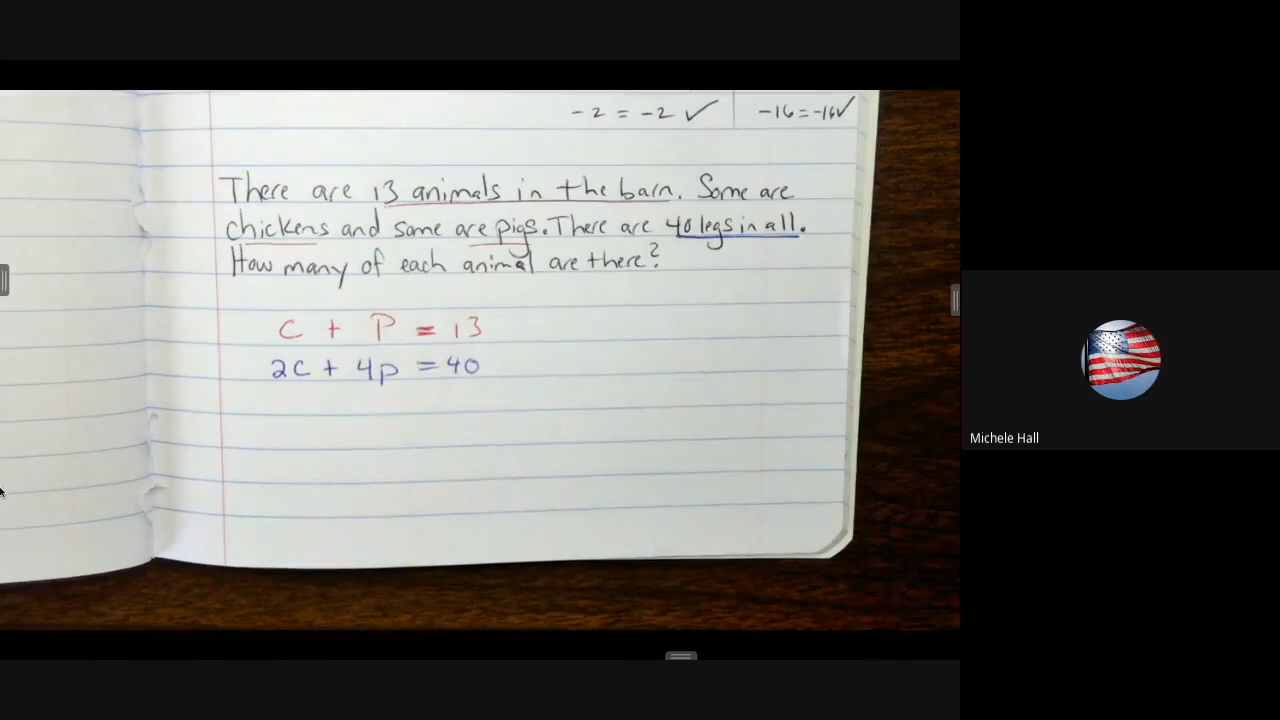 -2 = -2 ✓ -16 = -16 ✓
There are 13 animals in the barn. Some are
chickens and some are pigs. There are 40 legs in all.
How many of each animal are there?
C + P = 13
2C + 4p = 40
Michele Hall